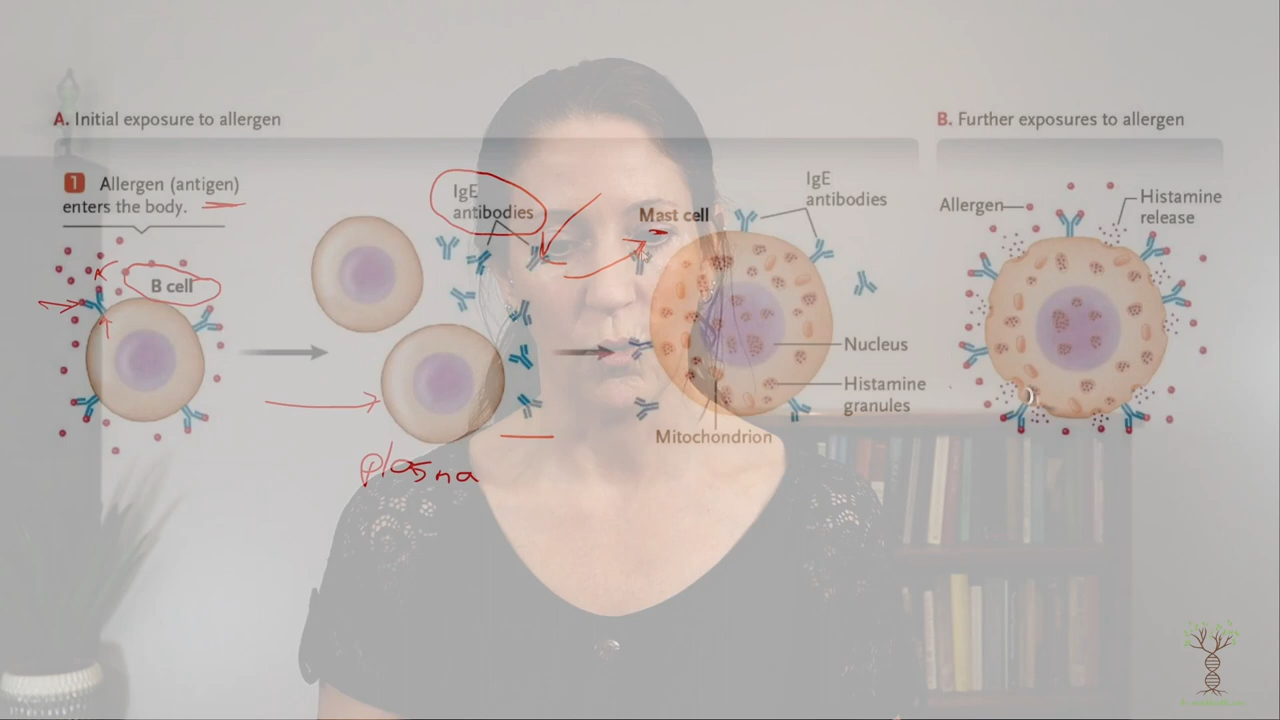 A. Initial exposure to allergen
B. Further exposures to allergen
1 Allergen (antigen)
enters the body.
B cell
IgE
antibodies
plasma
Mast cell
IgE
antibodies
Nucleus
Histamine
granules
Mitochondrion
Allergen
Histamine
release